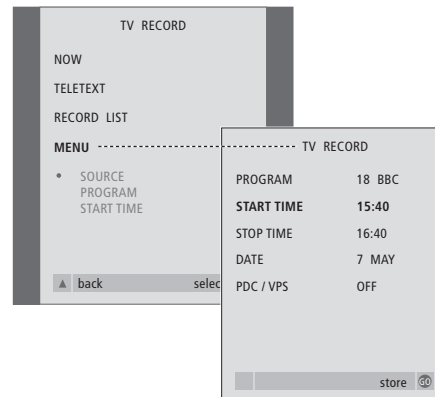 TV RECORD
NOW
TELETEXT
RECORD LIST
MENU
• SOURCE
PROGRAM
START TIME
▲ back
TV RECORD
PROGRAM 18 BBC
START TIME 15:40
STOP TIME 16:40
DATE 7 MAY
PDC / VPS OFF
store GO